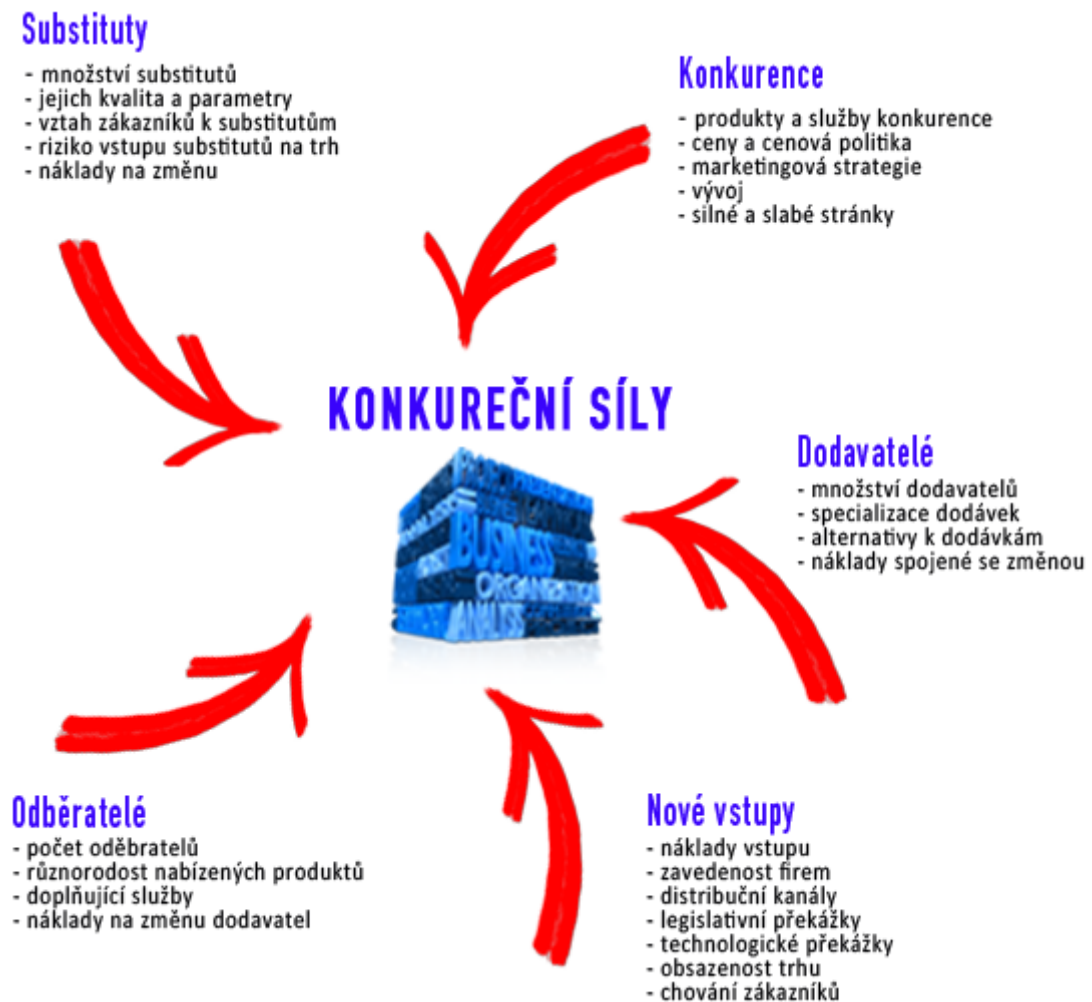 Substituty
- množství substitutů
- jejich kvalita a parametry
- vztah zákazníků k substitutům
- riziko vstupu substitutů na trh
- náklady na změnu
Konkurence
- produkty a služby konkurence
- ceny a cenová politika
- marketingová strategie
- vývoj
- silné a slabé stránky
KONKUREČNÍ SÍLY
BUSINESS
ORGANIZATION
ANALISS
Dodavatelé
- množství dodavatelů
- specializace dodávek
- alternativy k dodávkám
- náklady spojené se změnou
Odběratelé
- počet oděbratelů
- různorodost nabízených produktů
- doplňující služby
- náklady na změnu dodavatel
Nové vstupy
- náklady vstupu
- zavedenost firem
- distribuční kanály
- legislativní překážky
- technologické překážky
- obsazenost trhu
- chování zákazníků